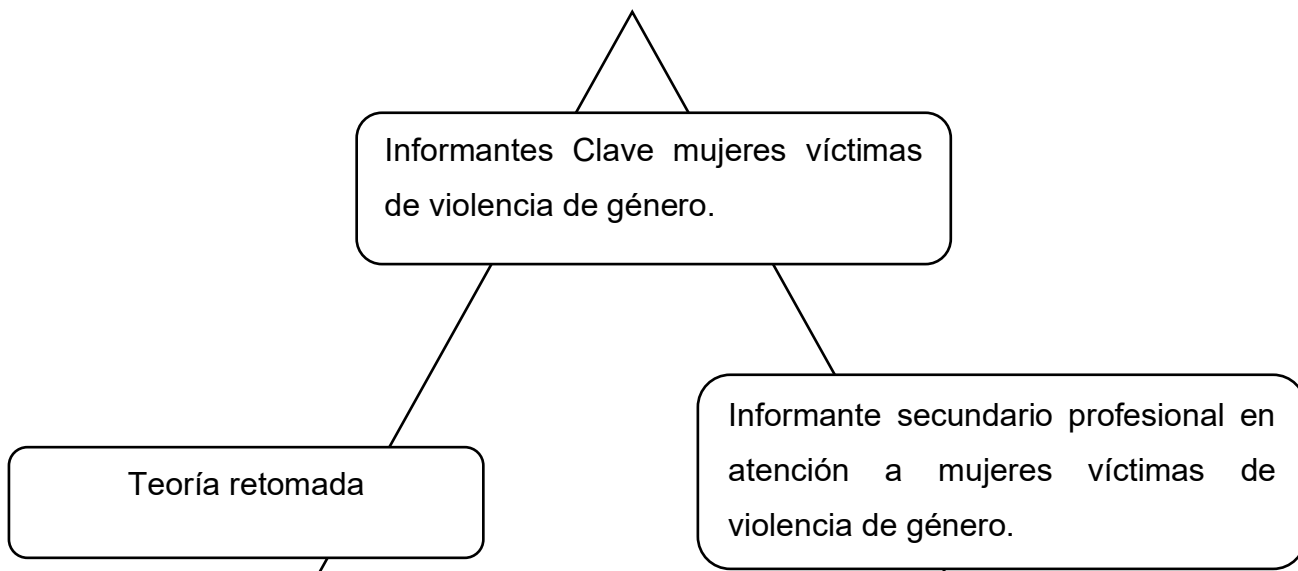 Informantes Clave mujeres víctimas
de violencia de género.
Teoría retomada
Informante secundario profesional en
atención a mujeres víctimas de
violencia de género.